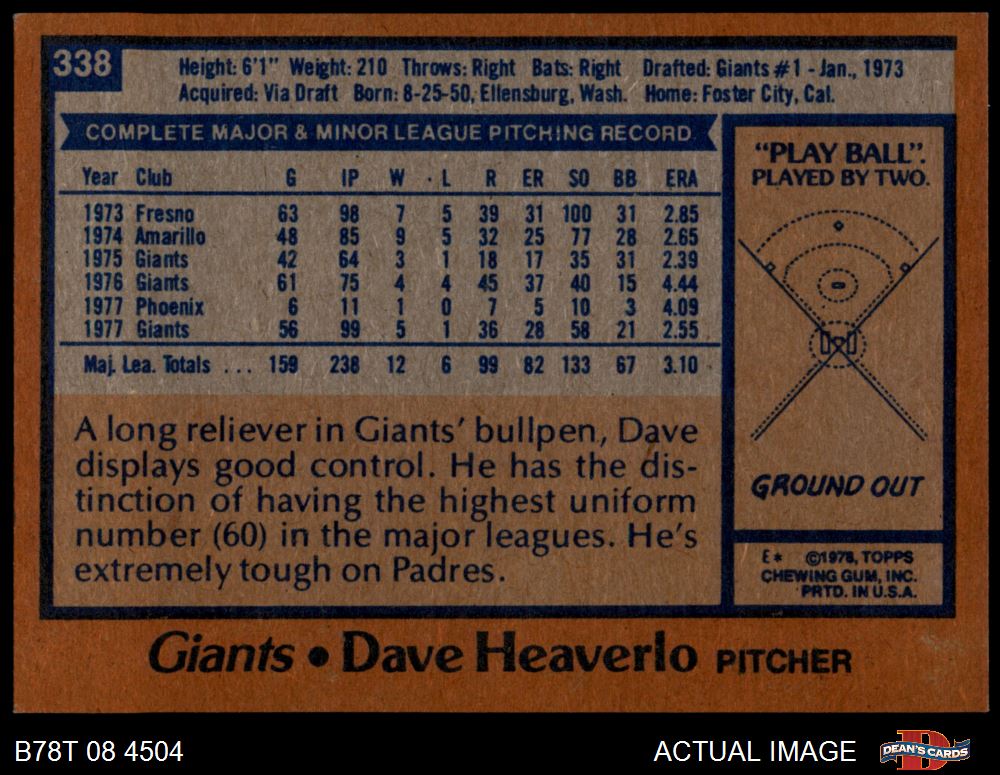 338
Height: 6'1" Weight: 210 Throws: Right Bats: Right Drafted: Giants #1 - Jan., 1973
Acquired: Via Draft Born: 8-25-50, Ellensburg, Wash. Home: Foster City, Cal.
COMPLETE MAJOR & MINOR LEAGUE PITCHING RECORD
Year Club G IP W L R ER SO BB ERA
1973 Fresno 63 98 7 5 39 31 100 31 2.85
1974 Amarillo 48 85 9 5 32 25 77 28 2.65
1975 Giants 42 64 3 1 18 17 35 31 2.39
1976 Giants 61 75 4 4 45 37 40 15 4.44
1977 Phoenix 6 11 1 0 7 5 10 3 4.09
1977 Giants 56 99 5 1 36 28 58 21 2.55
Maj. Lea. Totals ... 159 238 12 6 99 82 133 67 3.10
A long reliever in Giants' bullpen, Dave
displays good control. He has the dis-
tinction of having the highest uniform
number (60) in the major leagues. He's
extremely tough on Padres.
"PLAY BALL".
PLAYED BY TWO.
GROUND OUT
E* ©1978, TOPPS
CHEWING GUM, INC.
PRTD. IN U.S.A.
Giants • Dave Heaverlo PITCHER
B78T 08 4504
ACTUAL IMAGE
D
DEAN'S CARDS